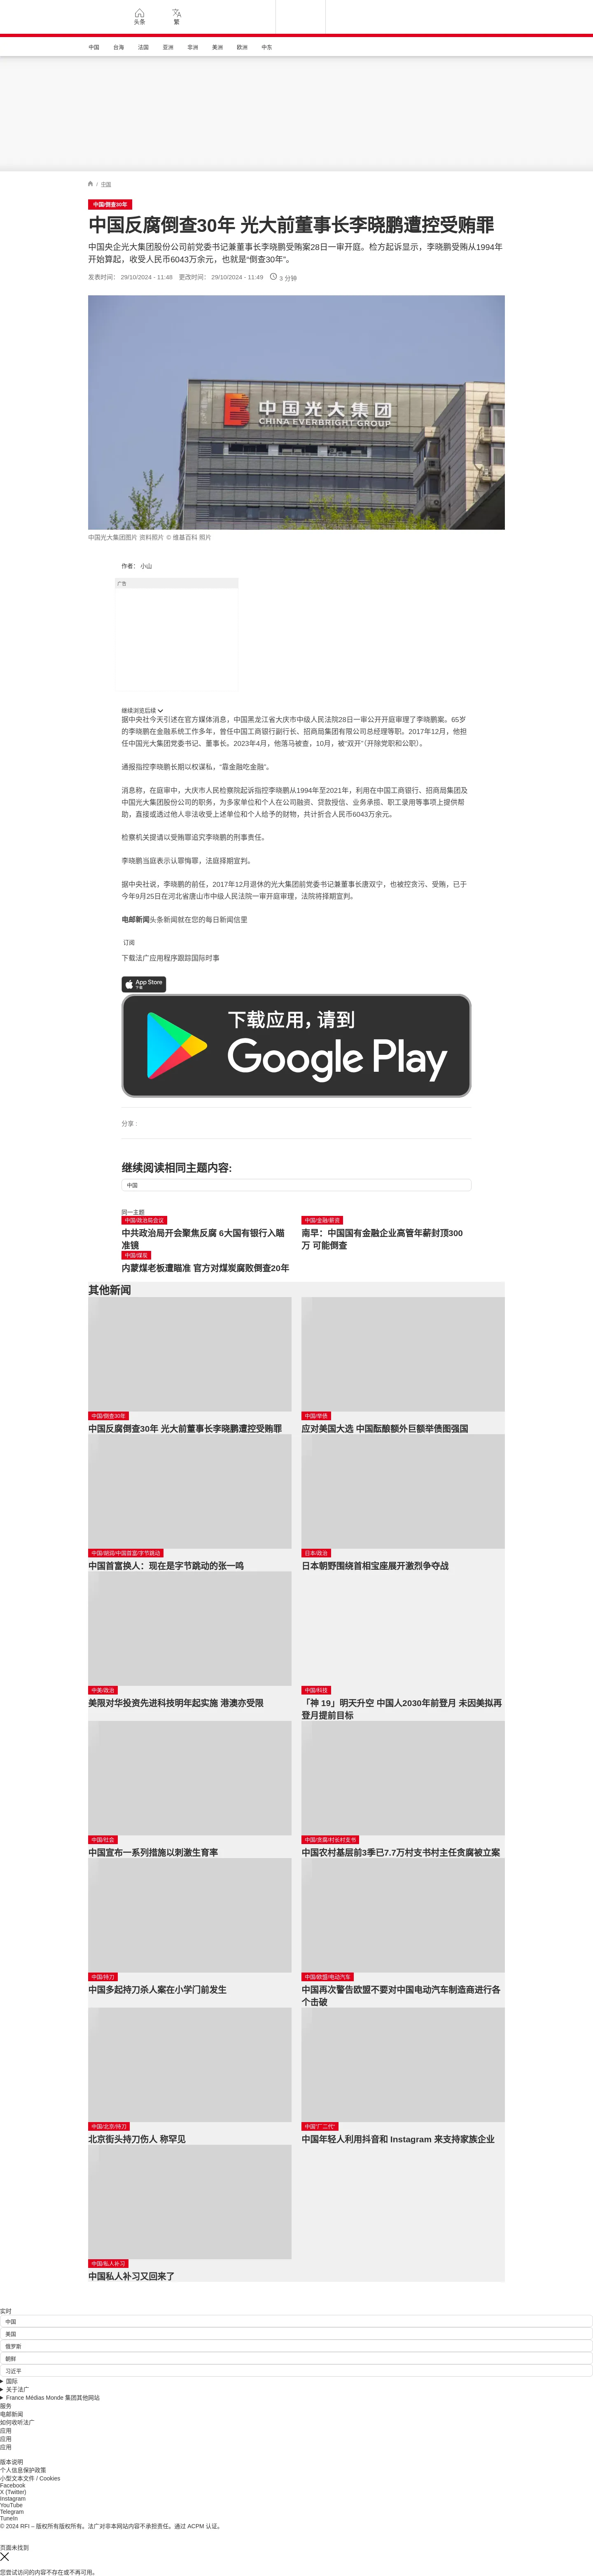 头条
繁
中国
台海
法国
亚洲
非洲
美洲
欧洲
中东
/ 中国
中国/倒查30年
中国反腐倒查30年 光大前董事长李晓鹏遭控受贿罪
中国央企光大集团股份公司前党委书记兼董事长李晓鹏受贿案28日一审开庭。检方起诉显示，李晓鹏受贿从1994年
开始算起，收受人民币6043万余元，也就是“倒查30年”。
发表时间： 29/10/2024 - 11:48 更改时间： 29/10/2024 - 11:49 3 分钟
中国光大集团
CHINA EVERBRIGHT GROUP
中国光大集团图片 资料照片 © 维基百科 照片
作者： 小山
广告
继续浏览后续
据中央社今天引述在官方媒体消息，中国黑龙江省大庆市中级人民法院28日一审公开开庭审理了李晓鹏案。65岁
的李晓鹏在金融系统工作多年，曾任中国工商银行副行长、招商局集团有限公司总经理等职。2017年12月，他担
任中国光大集团党委书记、董事长。2023年4月，他落马被查，10月，被“双开”（开除党职和公职）。
通报指控李晓鹏长期以权谋私，“靠金融吃金融”。
消息称，在庭审中，大庆市人民检察院起诉指控李晓鹏从1994年至2021年，利用在中国工商银行、招商局集团及
中国光大集团股份公司的职务，为多家单位和个人在公司融资、贷款授信、业务承揽、职工录用等事项上提供帮
助，直接或透过他人非法收受上述单位和个人给予的财物，共计折合人民币6043万余元。
检察机关提请以受贿罪追究李晓鹏的刑事责任。
李晓鹏当庭表示认罪悔罪，法庭择期宣判。
据中央社说，李晓鹏的前任，2017年12月退休的光大集团前党委书记兼董事长唐双宁，也被控贪污、受贿，已于
今年9月25日在河北省唐山市中级人民法院一审开庭审理，法院将择期宣判。
电邮新闻头条新闻就在您的每日新闻信里
订阅
下载法广应用程序跟踪国际时事
App Store
下载
下载应用，请到
Google Play
分享 :
继续阅读相同主题内容:
中国
同一主题
中国/政治局会议
中共政治局开会聚焦反腐 6大国有银行入瞄
准镜
中国/金融/薪资
南早：中国国有金融企业高管年薪封顶300
万 可能倒查
中国/煤炭
内蒙煤老板遭瞄准 官方对煤炭腐败倒查20年
其他新闻
中国/倒查30年
中国反腐倒查30年 光大前董事长李晓鹏遭控受贿罪
中国/举债
应对美国大选 中国酝酿额外巨额举债图强国
中国/胡润/中国首富/字节跳动
中国首富换人：现在是字节跳动的张一鸣
日本/政治
日本朝野围绕首相宝座展开激烈争夺战
中美/政治
美限对华投资先进科技明年起实施 港澳亦受限
中国/科技
「神 19」明天升空 中国人2030年前登月 未因美拟再
登月提前目标
中国/社会
中国宣布一系列措施以刺激生育率
中国/贪腐/村长村支书
中国农村基层前3季已7.7万村支书村主任贪腐被立案
中国/持刀
中国多起持刀杀人案在小学门前发生
中国/欧盟/电动汽车
中国再次警告欧盟不要对中国电动汽车制造商进行各
个击破
中国/北京/持刀
北京街头持刀伤人 称罕见
中国“厂二代”
中国年轻人利用抖音和 Instagram 来支持家族企业
中国/私人补习
中国私人补习又回来了
实时
中国
美国
俄罗斯
朝鲜
习近平
国际
关于法广
France Médias Monde 集团其他网站
服务
电邮新闻
如何收听法广
应用
应用
应用
版本说明
个人信息保护政策
小型文本文件 / Cookies
Facebook
X (Twitter)
Instagram
YouTube
Telegram
TuneIn
© 2024 RFI – 版权所有版权所有。法广对非本网站内容不承担责任。通过 ACPM 认证。
页面未找到
您尝试访问的内容不存在或不再可用。